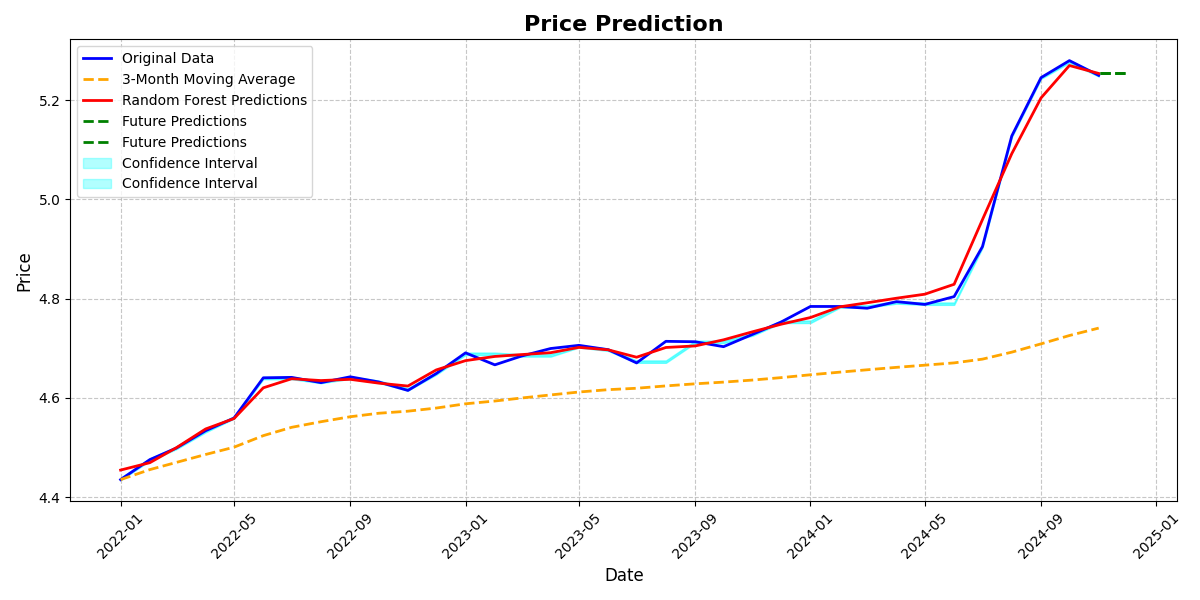 Price Prediction
Original Data
3-Month Moving Average
Random Forest Predictions
Future Predictions
Future Predictions
Confidence Interval
Confidence Interval
Price
5.2
5.0
4.8
4.6
4.4
2022-01
2022-05
2022-09
2023-01
2023-05
2023-09
2024-01
2024-05
2024-09
2025-01
Date